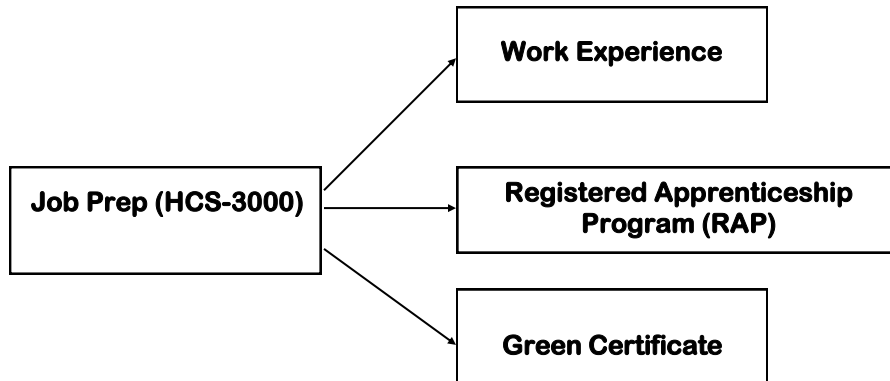 Work Experience
Job Prep (HCS-3000)
Registered Apprenticeship
Program (RAP)
Green Certificate